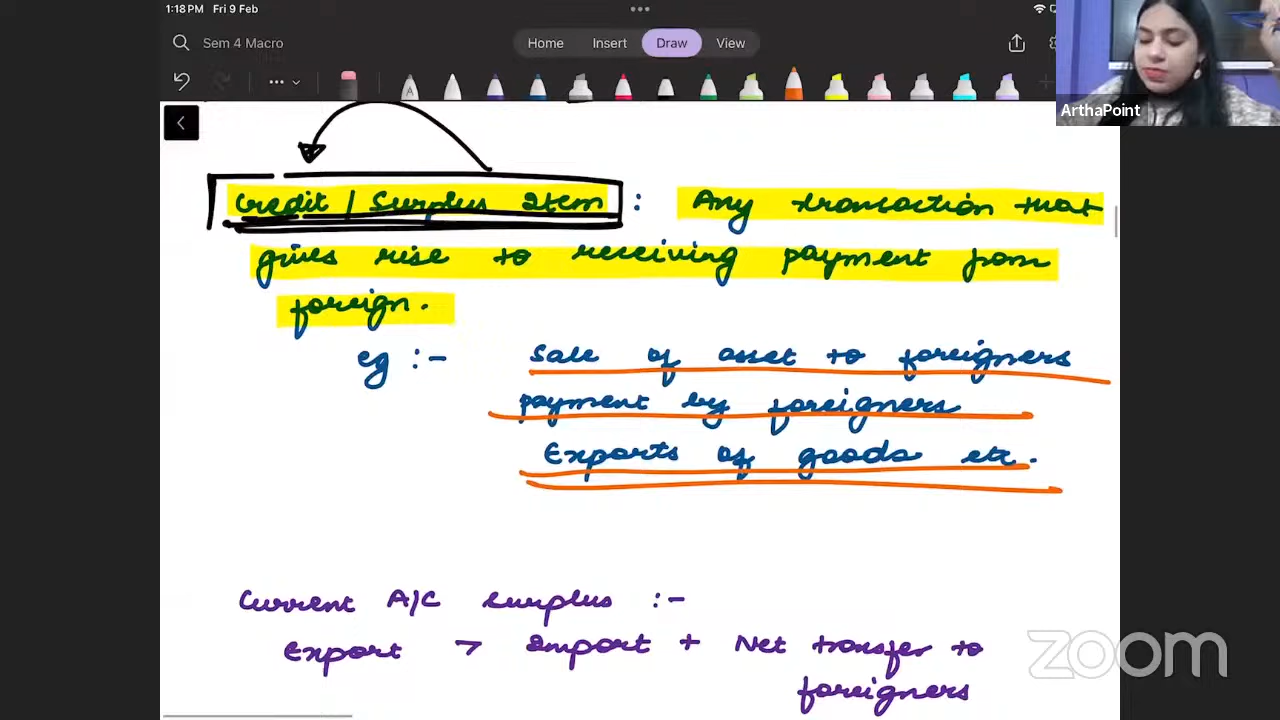 1:18 PM Fri 9 Feb
Sem 4 Macro
Home Insert Draw View
ArthaPoint
Credit / Surplus Item : Any transaction that
gives rise to receiving payment from
foreign.
eg :- Sale of asset to foreigners
payment by foreigners
Exports of goods etc.
Current A/C surplus :-
Export > Import + Net transfer to
foreigners
zoom